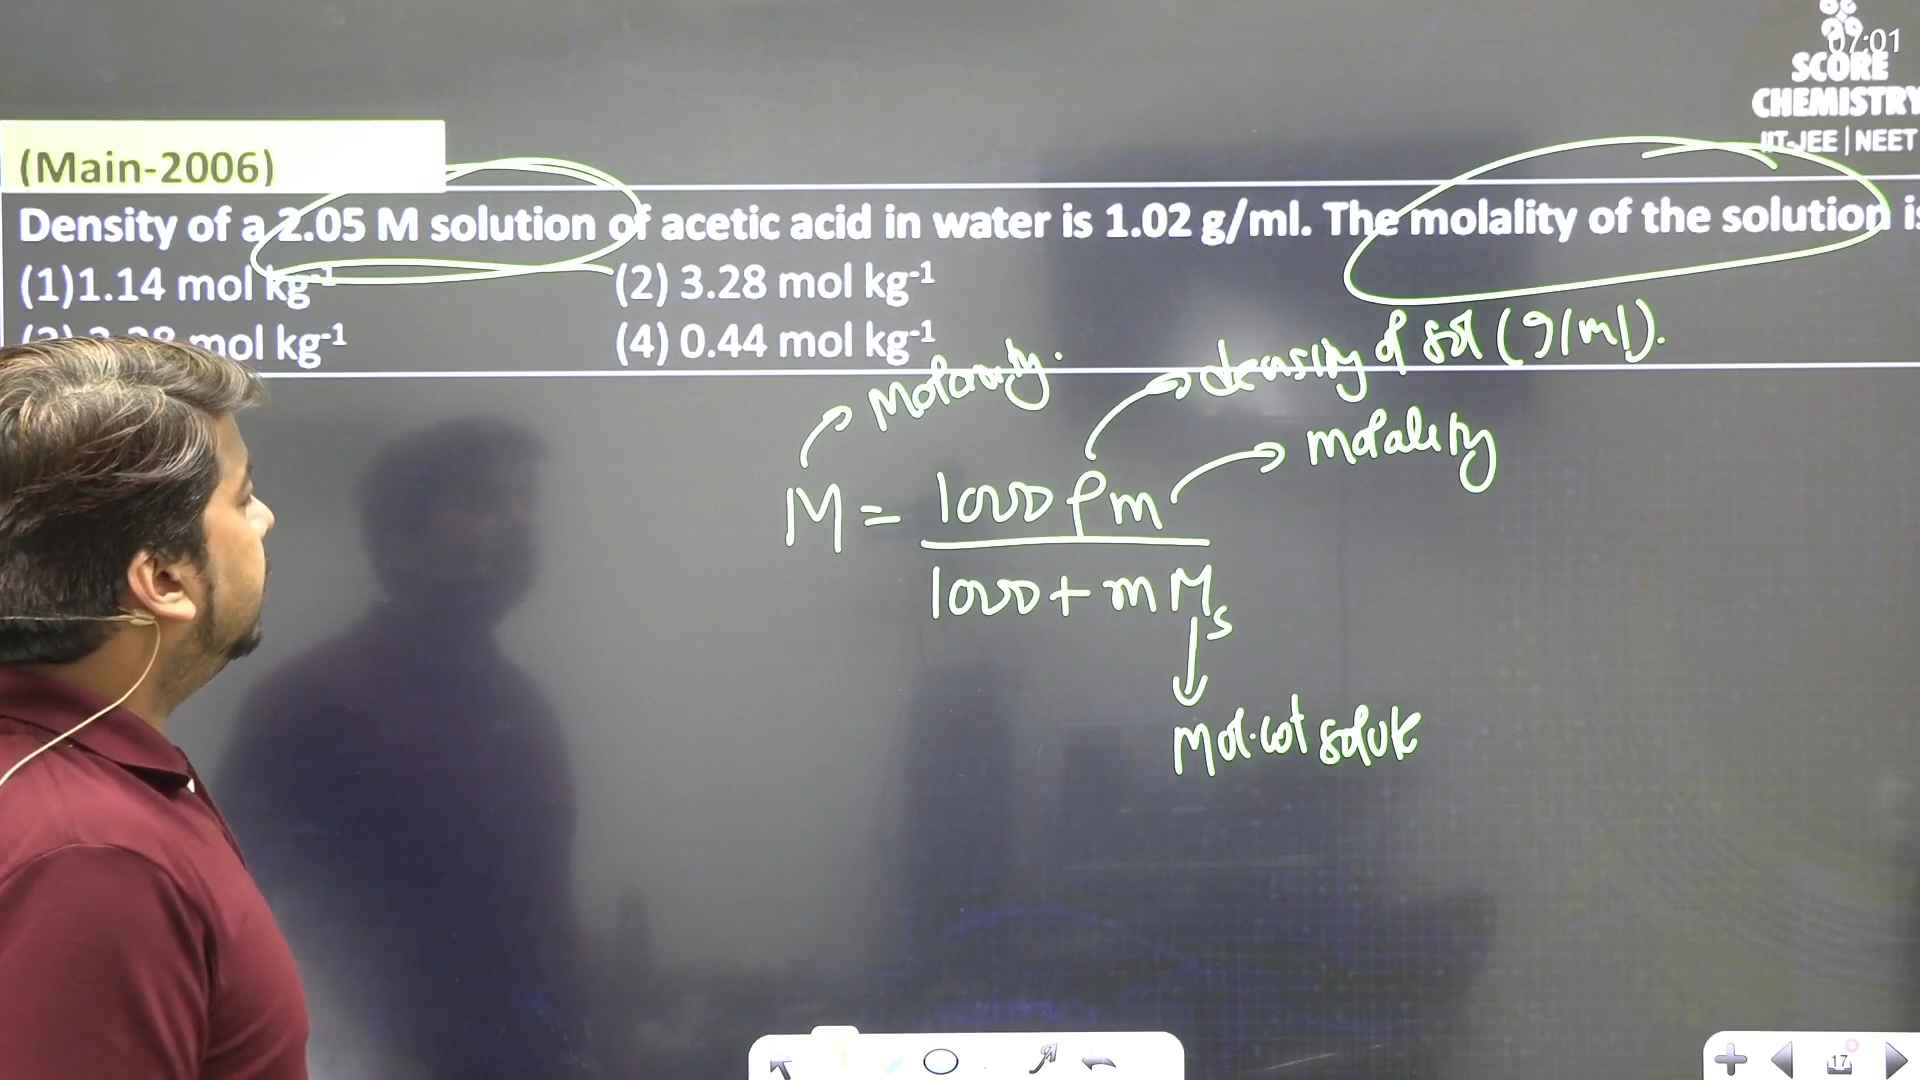 07:01
SCORE
CHEMISTRY
IIT-JEE | NEET
(Main-2006)
Density of a 2.05 M solution of acetic acid in water is 1.02 g/ml. The molality of the solution is
(1)1.14 mol kg⁻¹ (2) 3.28 mol kg⁻¹
mol kg⁻¹ (4) 0.44 mol kg⁻¹
Molarity. density of sol (g/ml).
molality
M = 1000 ρ m
1000 + m Ms
Mol. wt solute
17